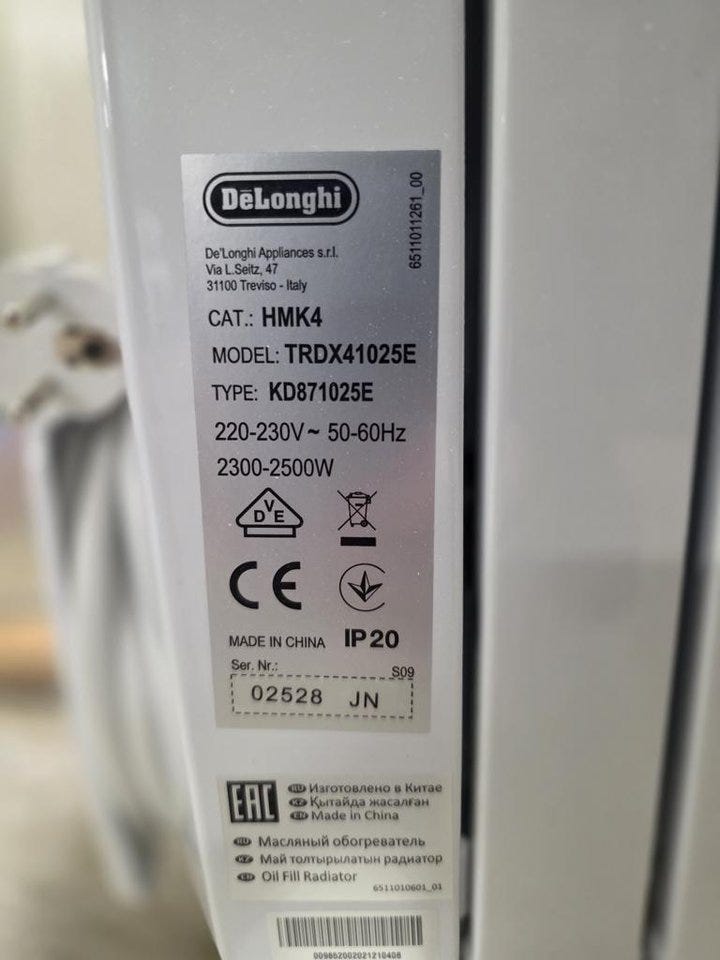 DēLonghi
6511011261_00
De'Longhi Appliances s.r.l.
Via L.Seitz, 47
31100 Treviso - Italy
CAT.: HMK4
MODEL: TRDX41025E
TYPE: KD871025E
220-230V~ 50-60Hz
2300-2500W
DVE
CE
MADE IN CHINA IP20
Ser. Nr.: S09
02528 JN
EAC
RU Изготовлено в Китае
KZ Қытайда жасалған
EN Made in China
RU Масляный обогреватель
KZ Май толтырылатын радиатор
EN Oil Fill Radiator
6511010601_01
009852002021210408